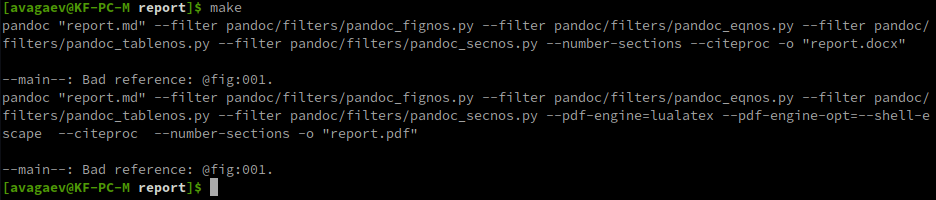 [avagaev@KF-PC-M report]$ make
pandoc "report.md" --filter pandoc/filters/pandoc_fignos.py --filter pandoc/filters/pandoc_eqnos.py --filter pandoc/
filters/pandoc_tablenos.py --filter pandoc/filters/pandoc_secnos.py --number-sections --citeproc -o "report.docx"

--main--: Bad reference: @fig:001.
pandoc "report.md" --filter pandoc/filters/pandoc_fignos.py --filter pandoc/filters/pandoc_eqnos.py --filter pandoc/
filters/pandoc_tablenos.py --filter pandoc/filters/pandoc_secnos.py --pdf-engine=lualatex --pdf-engine-opt=--shell-e
scape  --citeproc  --number-sections -o "report.pdf"

--main--: Bad reference: @fig:001.
[avagaev@KF-PC-M report]$